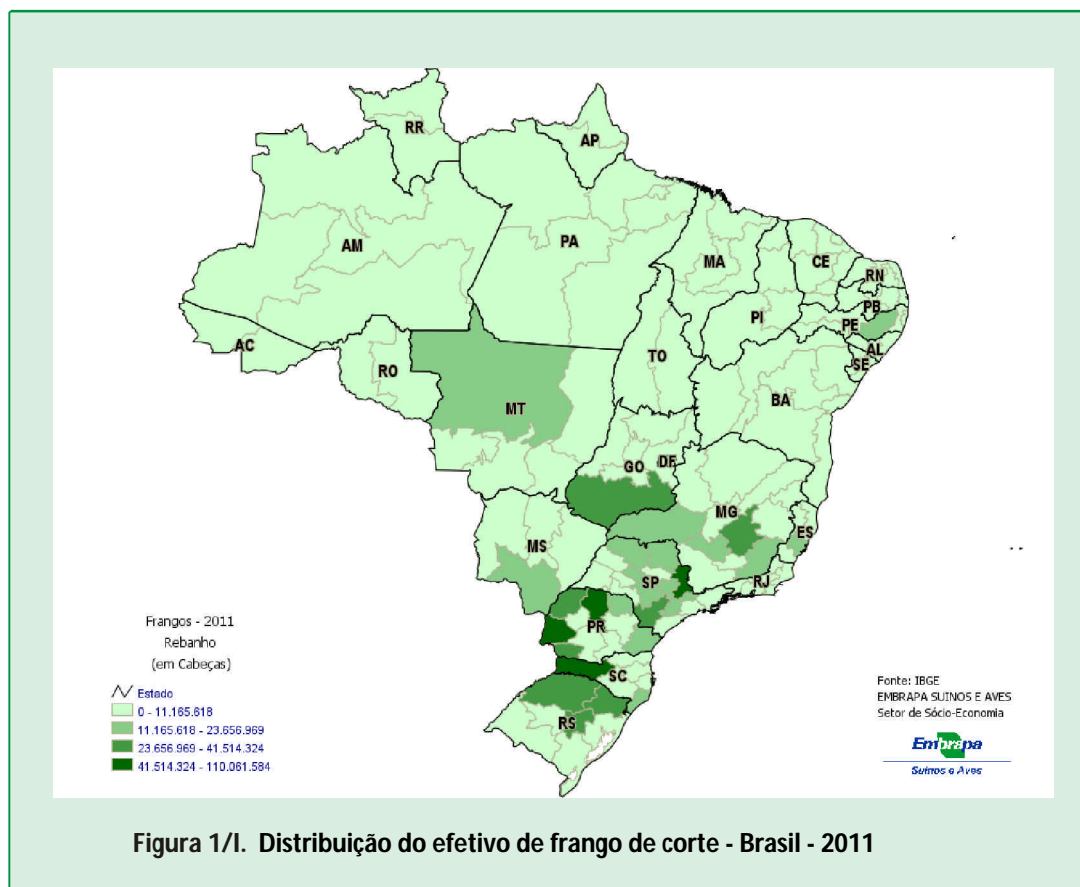 RR
AP
AM
PA
MA
CE
RN
PB
PE
PI
AL
SE
AC
RO
TO
BA
MT
GO
DF
MG
ES
MS
SP
RJ
PR
SC
RS
Frangos - 2011
Rebanho
(em Cabeças)
Estado
0 - 11.165.618
11.165.618 - 23.656.969
23.656.969 - 41.514.324
41.514.324 - 110.061.584
Fonte: IBGE
EMBRAPA SUINOS E AVES
Setor de Sócio-Economia
Embrapa
Suínos e Aves
Figura 1/I. Distribuição do efetivo de frango de corte - Brasil - 2011